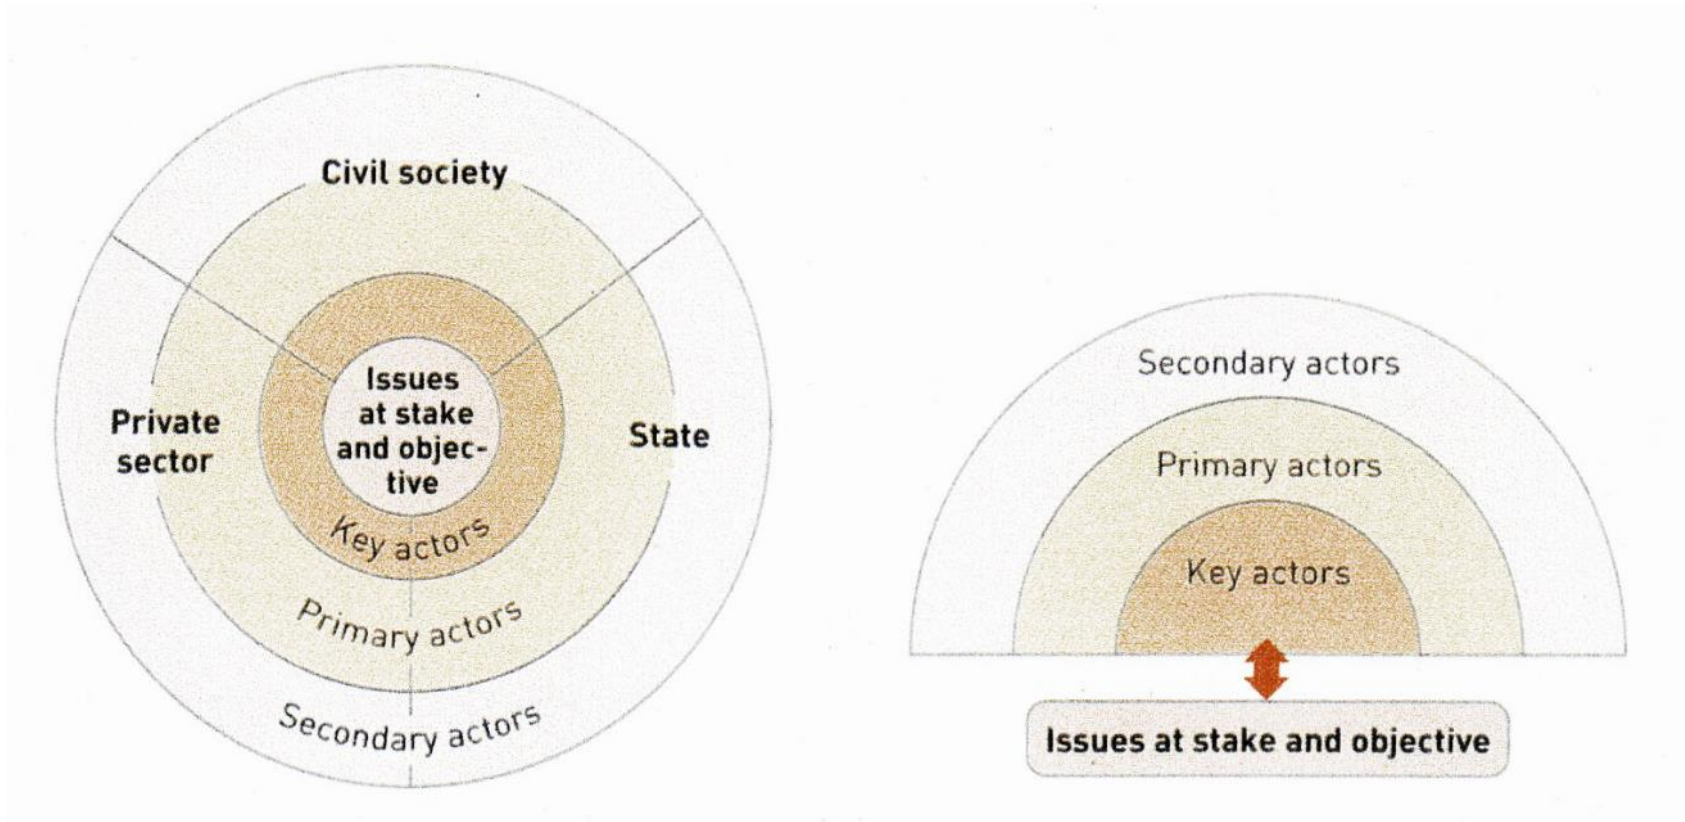 Civil society
Private
sector
State
Issues
at stake
and objec-
tive
Key actors
Primary actors
Secondary actors
Secondary actors
Primary actors
Key actors
Issues at stake and objective